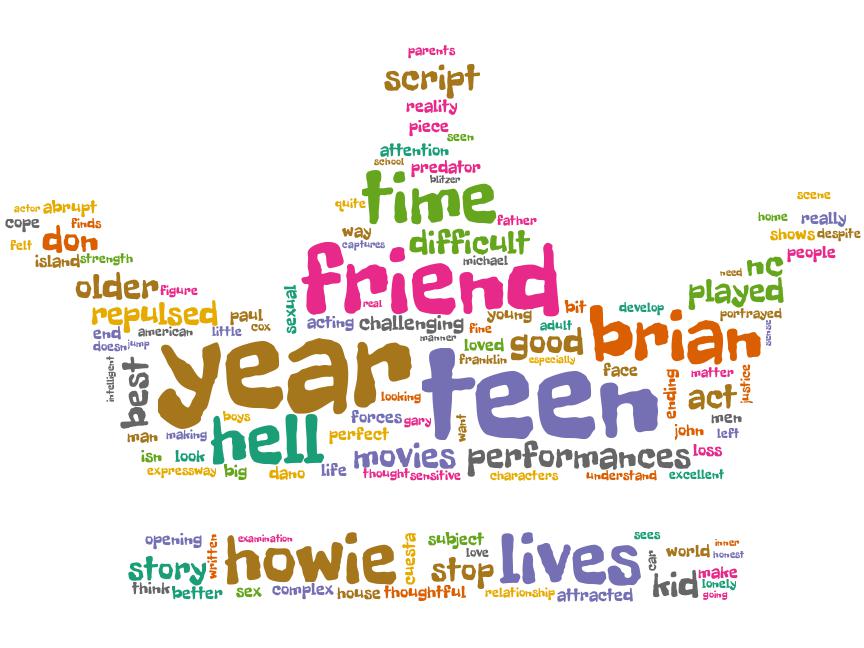 parents
script
reality
piece
seen
attention
school
predator
blitzer
time
quite
father
way
captures
difficult
michael
friend
real
actor abrupt
cope finds
felt don
island strength
older figure
repulsed paul
end american little cox
doesn jump
sexual
scene
home really
shows despite
people
need nc
played
portrayed
sense
acting challenging young bit develop
manner fine adult
loved good brian
franklin especially
intelligent
best
year
teen
face matter
looking
ending
act
justice
men
john left
boys
forces gary
want
man making hell perfect
isn look movies performances loss
expressway big dano life thought sensitive characters understand excellent
opening
written
examination
howie
cuesta
subject
love
lives
sees
car
world
inner
honest
story
stop
kid
make
lonely
going
think better sex complex house thoughtful relationship attracted